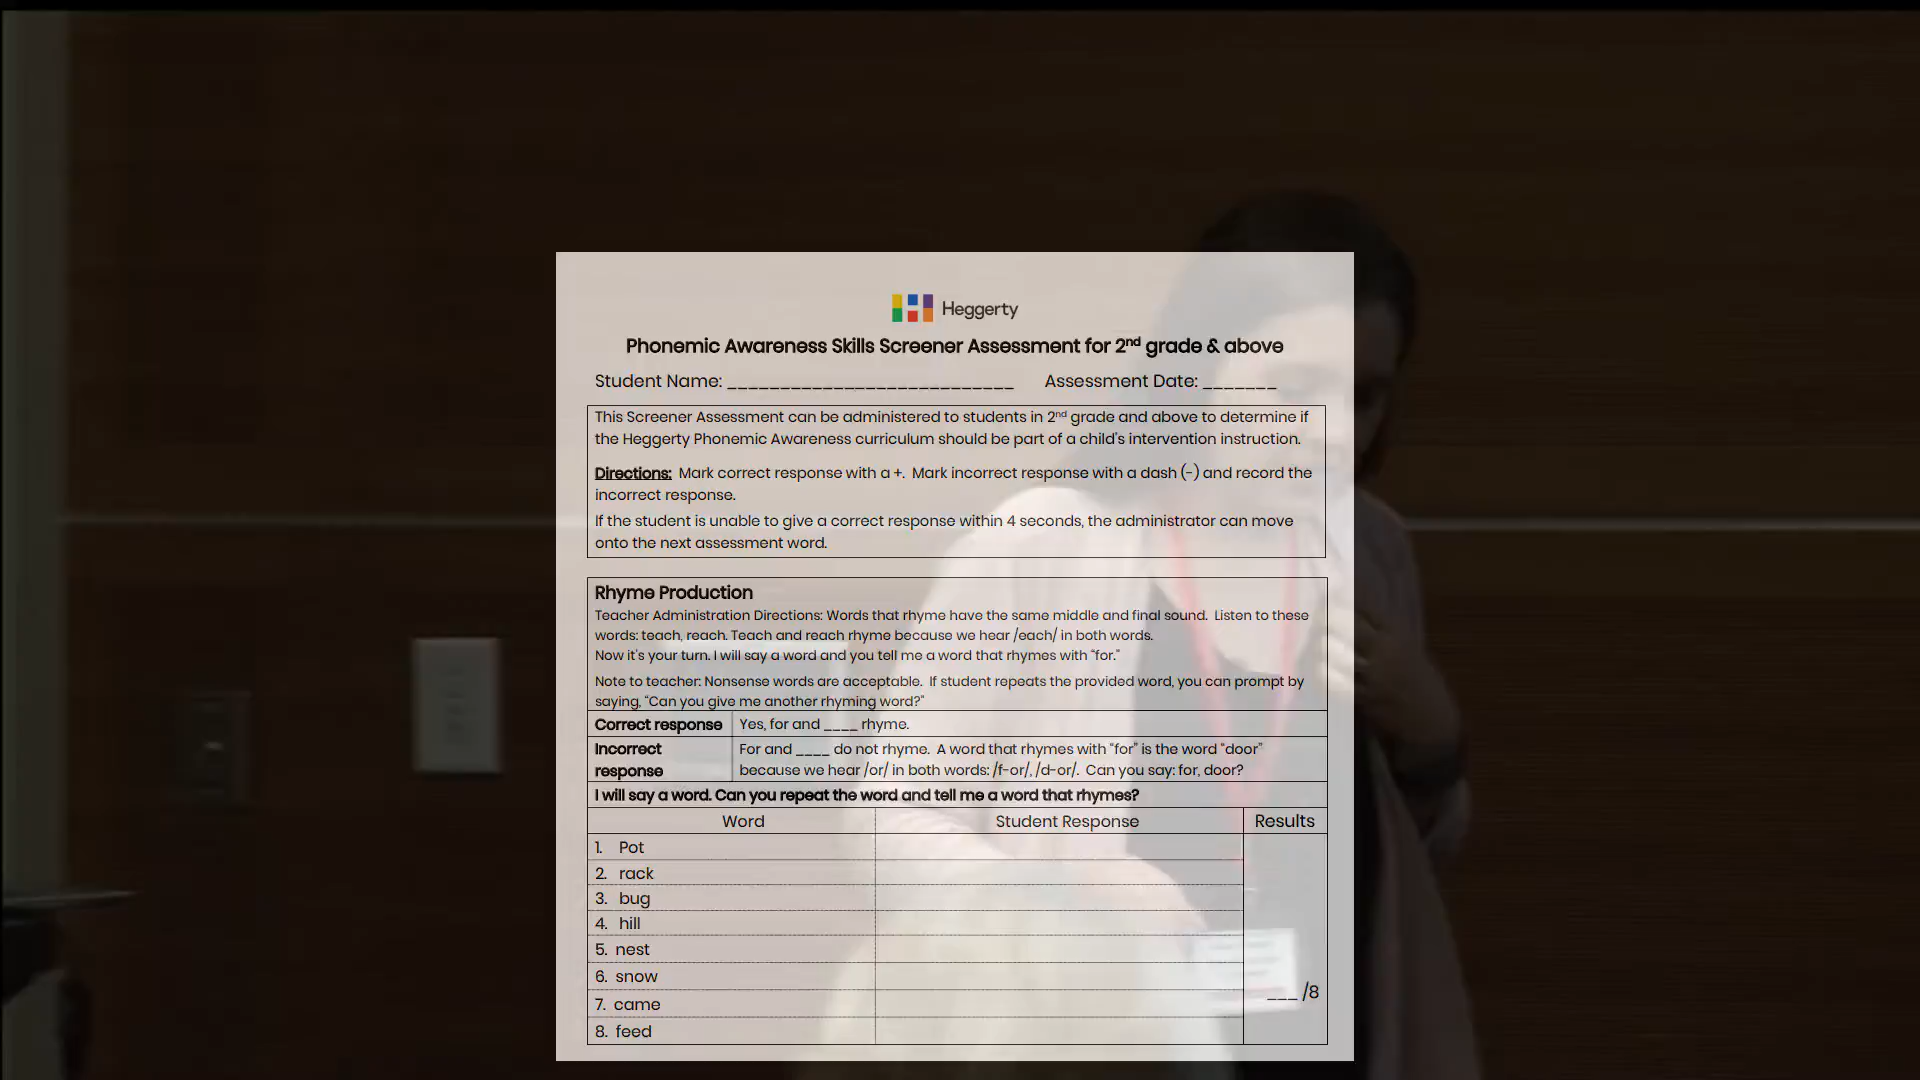 Heggerty
Phonemic Awareness Skills Screener Assessment for 2nd grade & above
Student Name: ___________________________ Assessment Date: _______
This Screener Assessment can be administered to students in 2nd grade and above to determine if
the Heggerty Phonemic Awareness curriculum should be part of a child's intervention instruction.
Directions: Mark correct response with a +. Mark incorrect response with a dash (-) and record the
incorrect response.
If the student is unable to give a correct response within 4 seconds, the administrator can move
onto the next assessment word.
Rhyme Production
Teacher Administration Directions: Words that rhyme have the same middle and final sound. Listen to these
words: teach, reach. Teach and reach rhyme because we hear /each/ in both words.
Now it's your turn. I will say a word and you tell me a word that rhymes with "for."
Note to teacher: Nonsense words are acceptable. If student repeats the provided word, you can prompt by
saying, "Can you give me another rhyming word?"
Correct response Yes, for and ____ rhyme.
Incorrect For and ____ do not rhyme. A word that rhymes with "for" is the word "door"
response because we hear /or/ in both words: /f-or/, /d-or/. Can you say: for, door?
I will say a word. Can you repeat the word and tell me a word that rhymes?
Word Student Response Results
1. Pot
2. rack
3. bug
4. hill
5. nest
6. snow
7. came
8. feed
___ /8